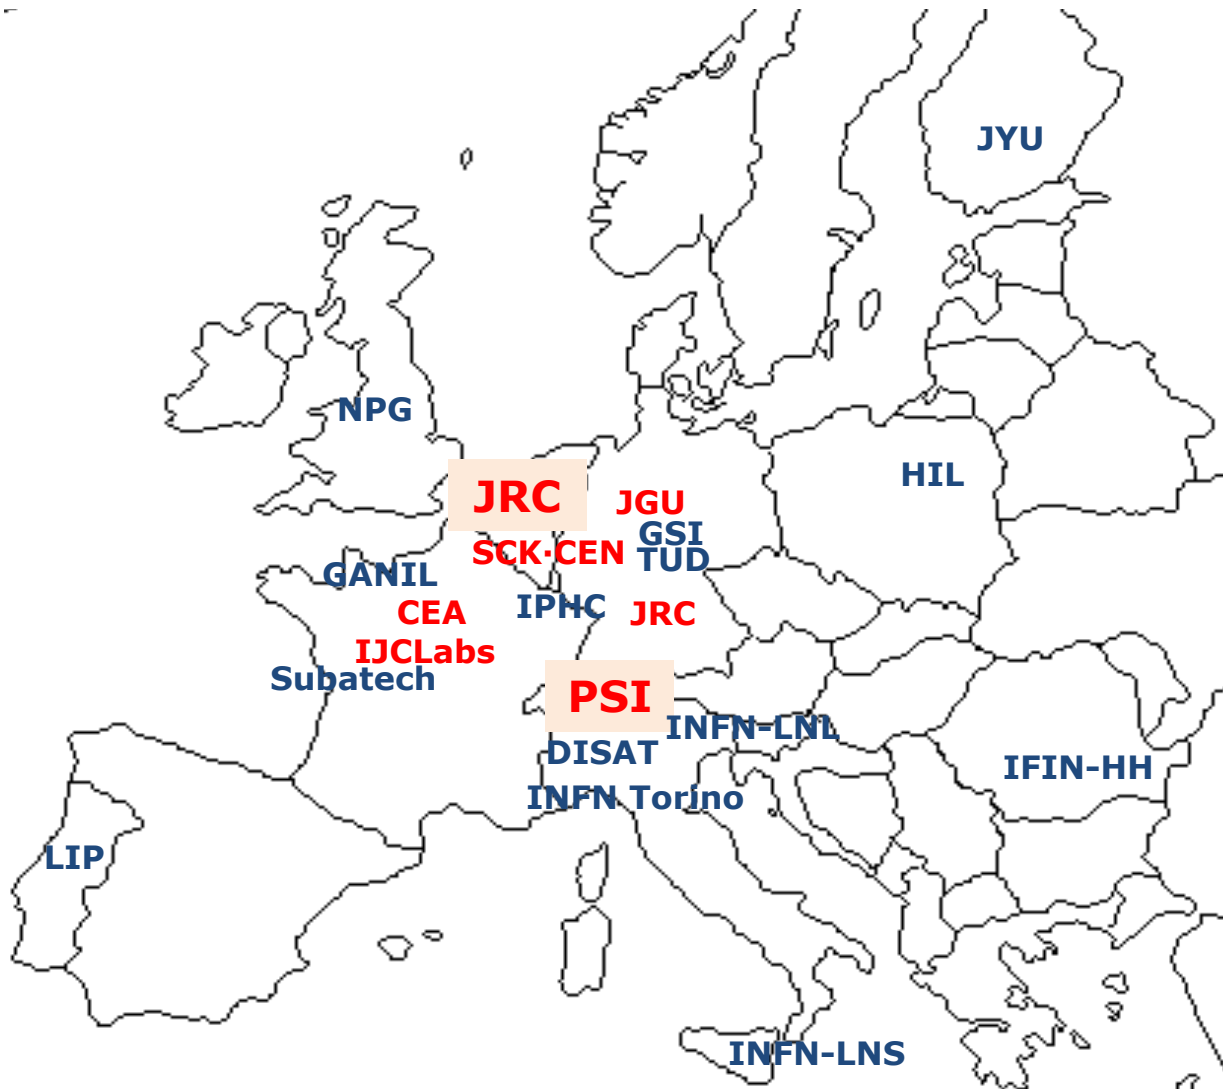 JYU
NPG
HIL
JRC
JGU
GSI
SCK·CEN
TUD
GANIL
IPHC
CEA
JRC
IJCLabs
Subatech
PSI
INFN-LNL
DISAT
IFIN-HH
INFN Torino
LIP
INFN-LNS